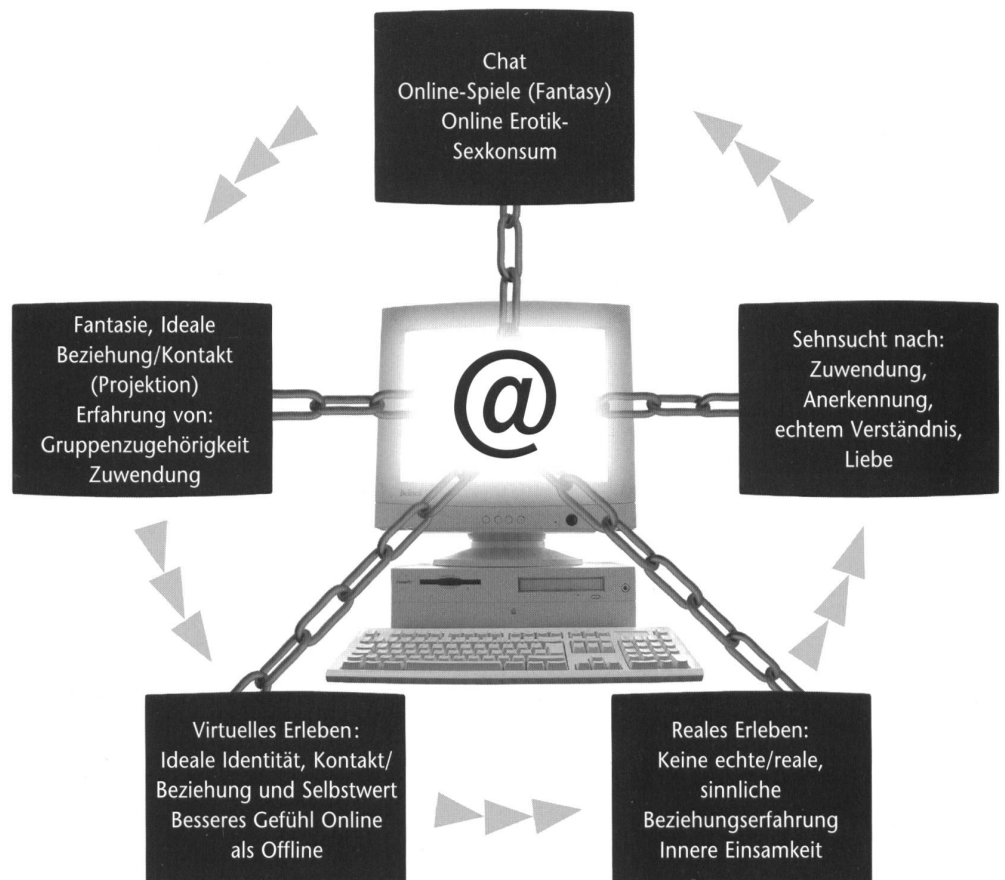 Chat
Online-Spiele (Fantasy)
Online Erotik-
Sexkonsum
Fantasie, Ideale
Beziehung/Kontakt
(Projektion)
Erfahrung von:
Gruppenzugehörigkeit
Zuwendung
@
Sehnsucht nach:
Zuwendung,
Anerkennung,
echtem Verständnis,
Liebe
Virtuelles Erleben:
Ideale Identität, Kontakt/
Beziehung und Selbstwert
Besseres Gefühl Online
als Offline
Reales Erleben:
Keine echte/reale,
sinnliche
Beziehungserfahrung
Innere Einsamkeit